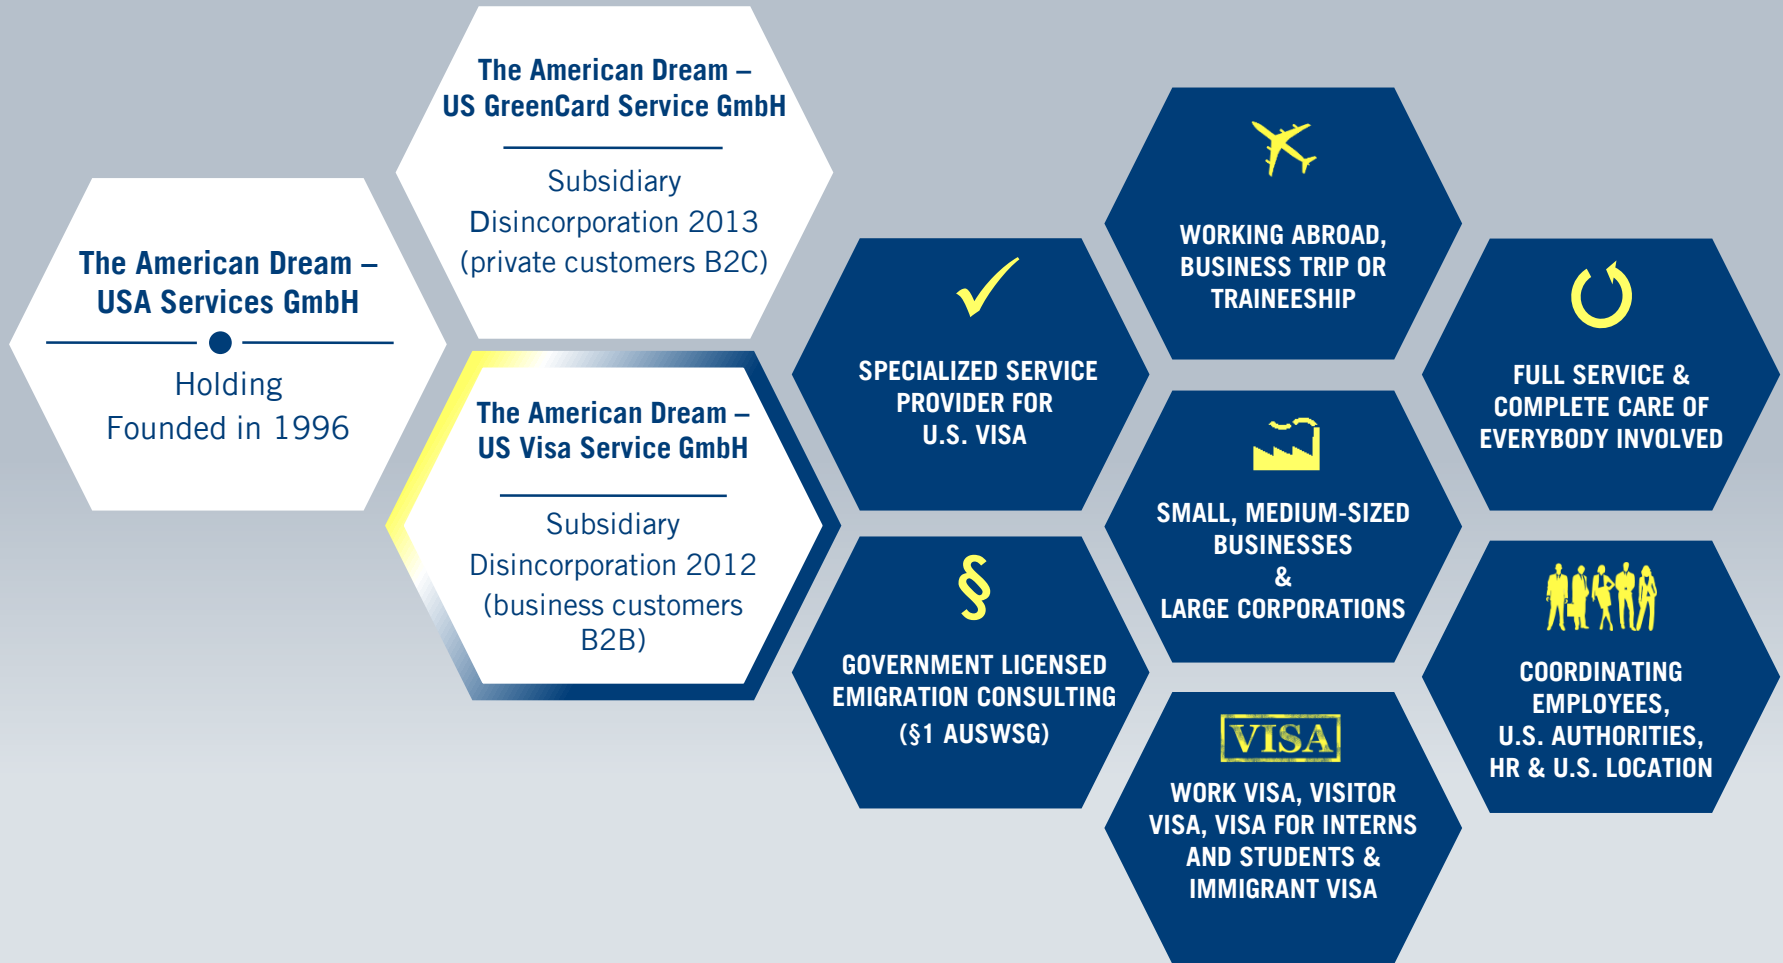 The American Dream –
USA Services GmbH
Holding
Founded in 1996
The American Dream –
US GreenCard Service GmbH
Subsidiary
Disincorporation 2013
(private customers B2C)
The American Dream –
US Visa Service GmbH
Subsidiary
Disincorporation 2012
(business customers
B2B)
SPECIALIZED SERVICE
PROVIDER FOR
U.S. VISA
§
GOVERNMENT LICENSED
EMIGRATION CONSULTING
(§1 AUSWSG)
WORKING ABROAD,
BUSINESS TRIP OR
TRAINEESHIP
SMALL, MEDIUM-SIZED
BUSINESSES
&
LARGE CORPORATIONS
VISA
WORK VISA, VISITOR
VISA, VISA FOR INTERNS
AND STUDENTS &
IMMIGRANT VISA
FULL SERVICE &
COMPLETE CARE OF
EVERYBODY INVOLVED
COORDINATING
EMPLOYEES,
U.S. AUTHORITIES,
HR & U.S. LOCATION